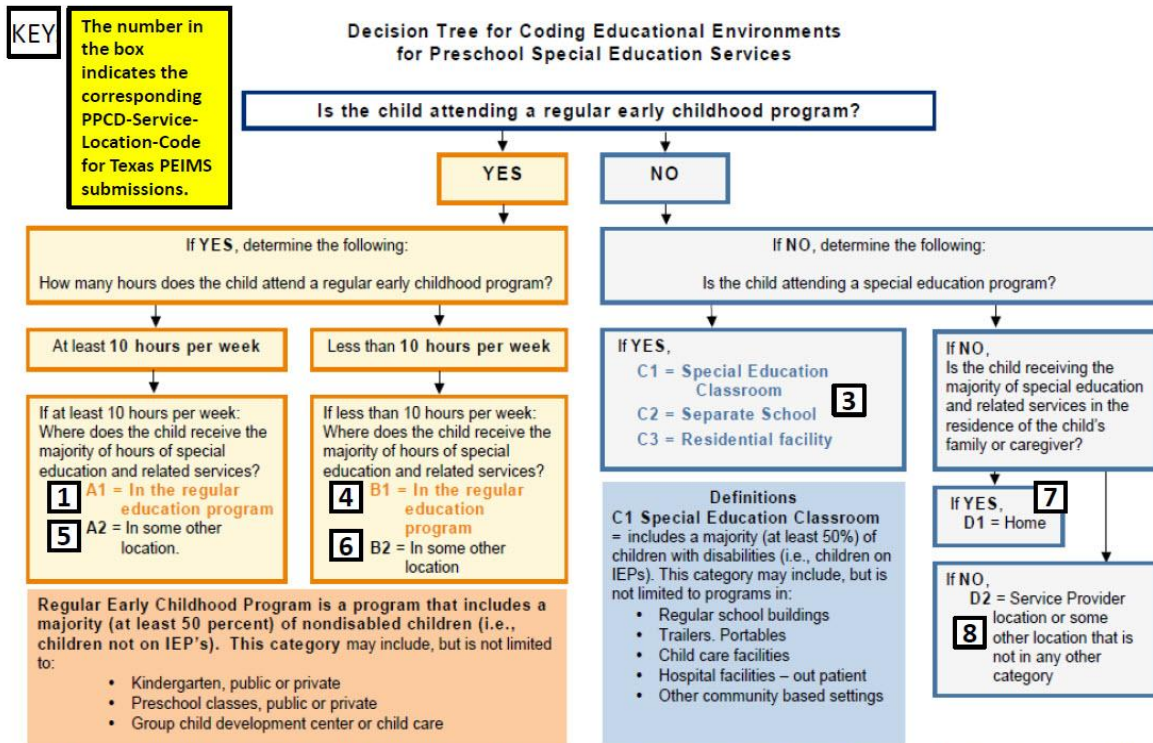 KEY
The number in
the box
indicates the
corresponding
PPCD-Service-
Location-Code
for Texas PEIMS
submissions.
Decision Tree for Coding Educational Environments
for Preschool Special Education Services
Is the child attending a regular early childhood program?
YES
NO
If YES, determine the following:
How many hours does the child attend a regular early childhood program?
If NO, determine the following:
Is the child attending a special education program?
At least 10 hours per week
Less than 10 hours per week
If at least 10 hours per week:
Where does the child receive the
majority of hours of special
education and related services?
1 A1 = In the regular
education program
5 A2 = In some other
location.
If less than 10 hours per week:
Where does the child receive the
majority of hours of special
education and related services?
4 B1 = In the regular
education
program
6 B2 = In some other
location
If YES,
C1 = Special Education
Classroom
C2 = Separate School
C3 = Residential facility
3
If NO,
Is the child receiving the
majority of special education
and related services in the
residence of the child's
family or caregiver?
If YES,
D1 = Home
7
If NO,
D2 = Service Provider
location or some
other location that is
not in any other
category
8
Regular Early Childhood Program is a program that includes a
majority (at least 50 percent) of nondisabled children (i.e.,
children not on IEP's). This category may include, but is not limited
to:
• Kindergarten, public or private
• Preschool classes, public or private
• Group child development center or child care
Definitions
C1 Special Education Classroom
= includes a majority (at least 50%) of
of children with disabilities (i.e., children on
IEPs). This category may include, but is
not limited to programs in:
• Regular school buildings
• Trailers. Portables
• Child care facilities
• Hospital facilities – out patient
• Other community based settings